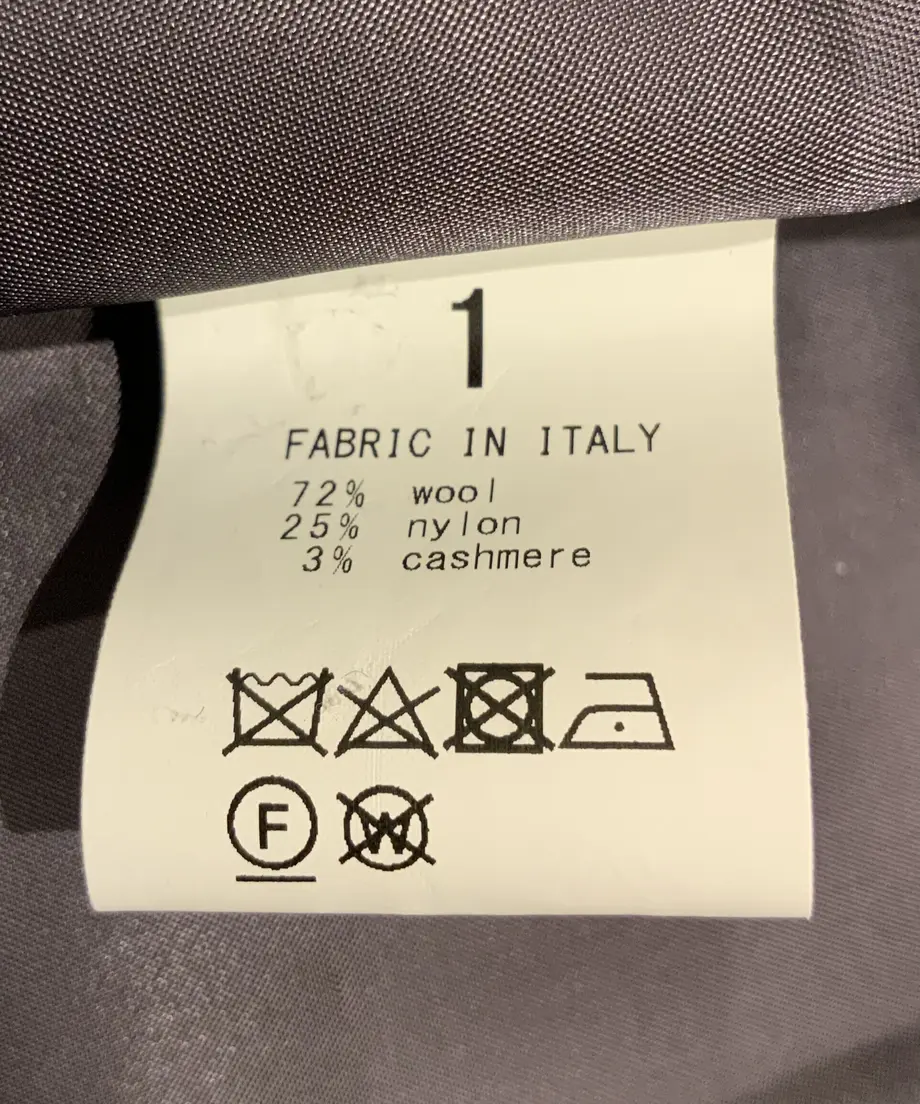 1
FABRIC IN ITALY
72% wool
25% nylon
3% cashmere
F W